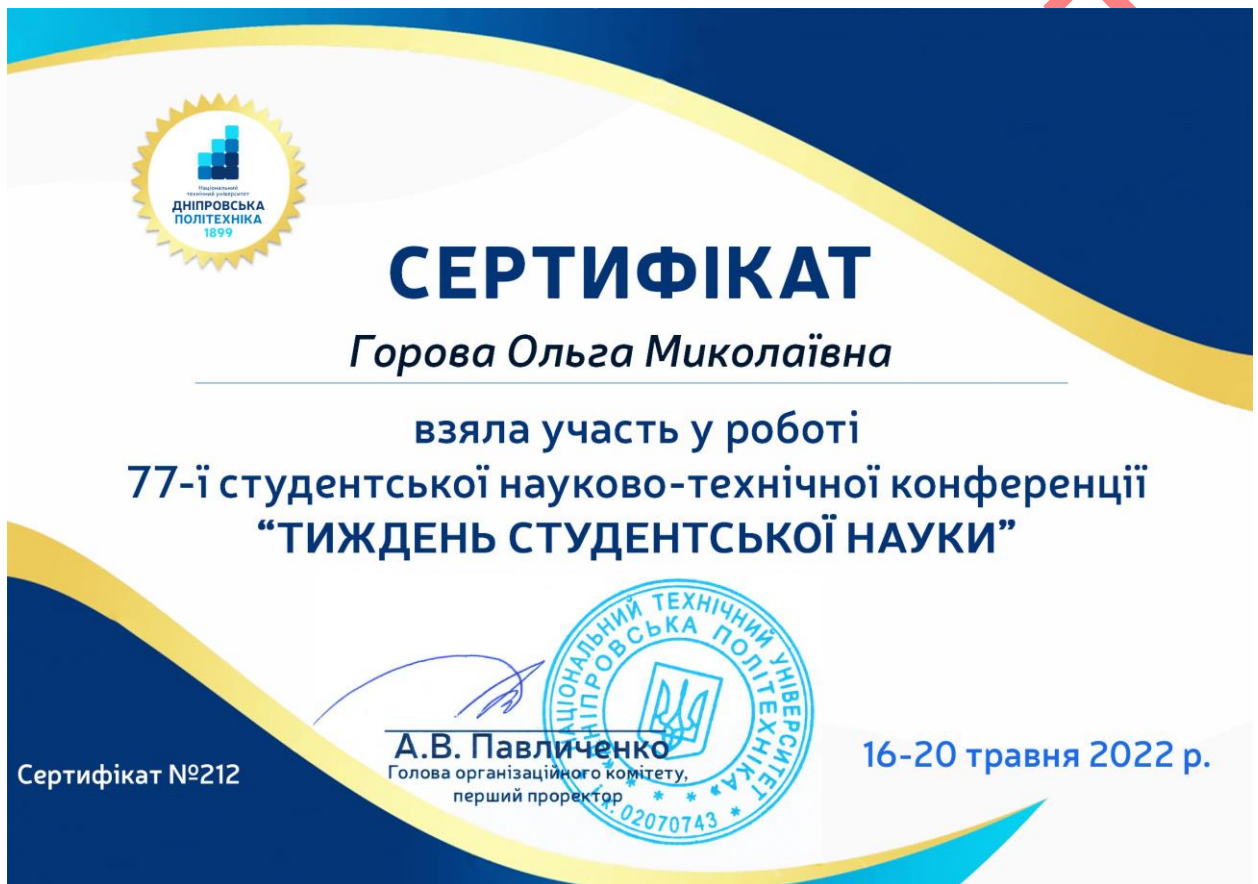 Національний
технічний університет
ДНІПРОВСЬКА
ПОЛІТЕХНІКА
1899
СЕРТИФІКАТ
Горова Ольга Миколаївна
взяла участь у роботі
77-ї студентської науково-технічної конференції
“ТИЖДЕНЬ СТУДЕНТСЬКОЇ НАУКИ”
НАЦІОНАЛЬНИЙ ТЕХНІЧНИЙ УНІВЕРСИТЕТ
«ДНІПРОВСЬКА ПОЛІТЕХНІКА»
і.к. 02070743
А.В. Павличенко
Голова організаційного комітету,
перший проректор
Сертифікат №212
16-20 травня 2022 р.